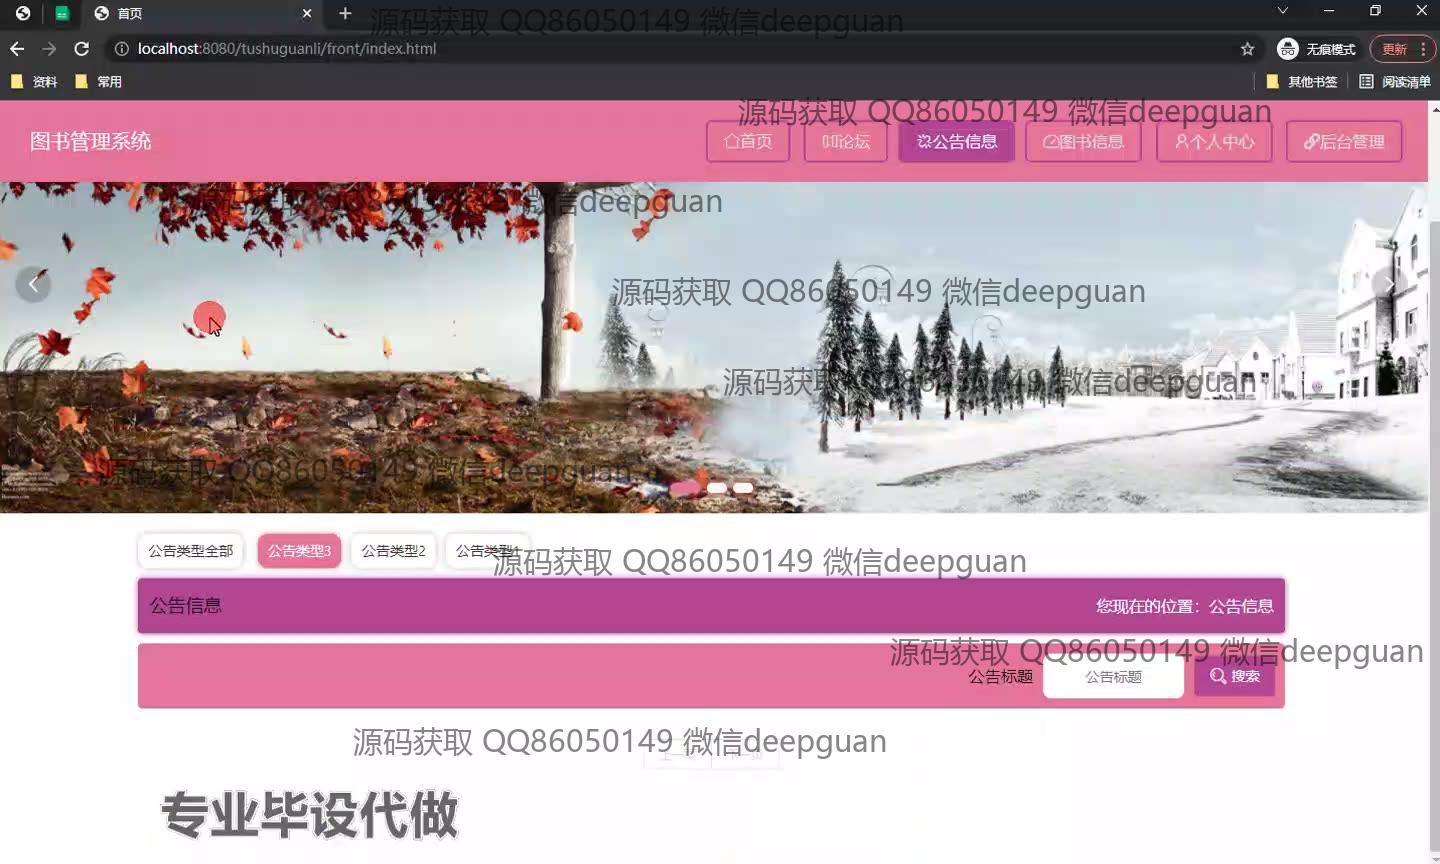 首页
源码获取 QQ86050149 微信deepguan
localhost:8080/tushuguanli/front/index.html
无痕模式
更新
资料
常用
其他书签
阅读清单
源码获取 QQ86050149 微信deepguan
图书管理系统
首页
论坛
公告信息
图书信息
个人中心
后台管理
源码获取 QQ86050149 微信deepguan
源码获取 QQ86050149 微信deepguan
源码获取 QQ86050149 微信deepguan
源码获取 QQ86050149 微信deepguan
公告类型全部
公告类型3
公告类型2
公告类型1
源码获取 QQ86050149 微信deepguan
公告信息
您现在的位置：公告信息
源码获取 QQ86050149 微信deepguan
公告标题
公告标题
搜索
源码获取 QQ86050149 微信deepguan
专业毕设代做